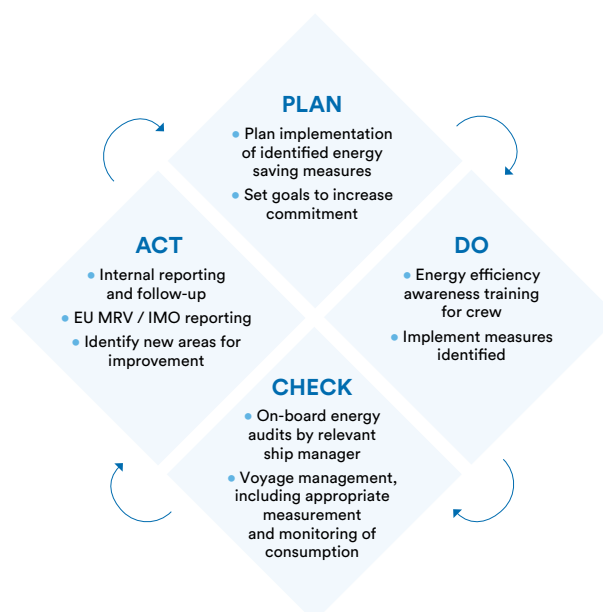 PLAN
• Plan implementation
of identified energy
saving measures
• Set goals to increase
commitment
ACT
• Internal reporting
and follow-up
• EU MRV / IMO reporting
• Identify new areas for
improvement
DO
• Energy efficiency
awareness training
for crew
• Implement measures
identified
CHECK
• On-board energy
audits by relevant
ship manager
• Voyage management,
including appropriate
measurement
and monitoring of
consumption